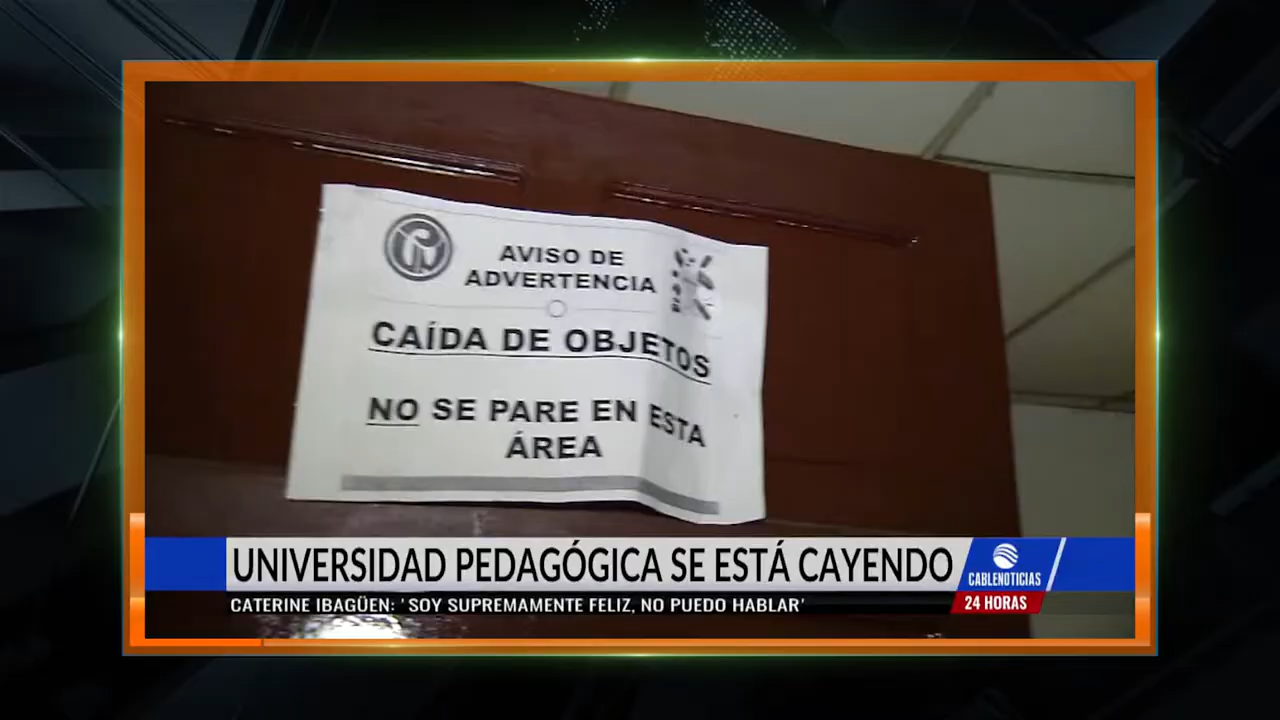 AVISO DE
ADVERTENCIA
CAÍDA DE OBJETOS
NO SE PARE EN ESTA
ÁREA
UNIVERSIDAD PEDAGÓGICA SE ESTÁ CAYENDO
CABLENOTICIAS
CATERINE IBAGÜEN: 'SOY SUPREMAMENTE FELIZ, NO PUEDO HABLAR'
24 HORAS